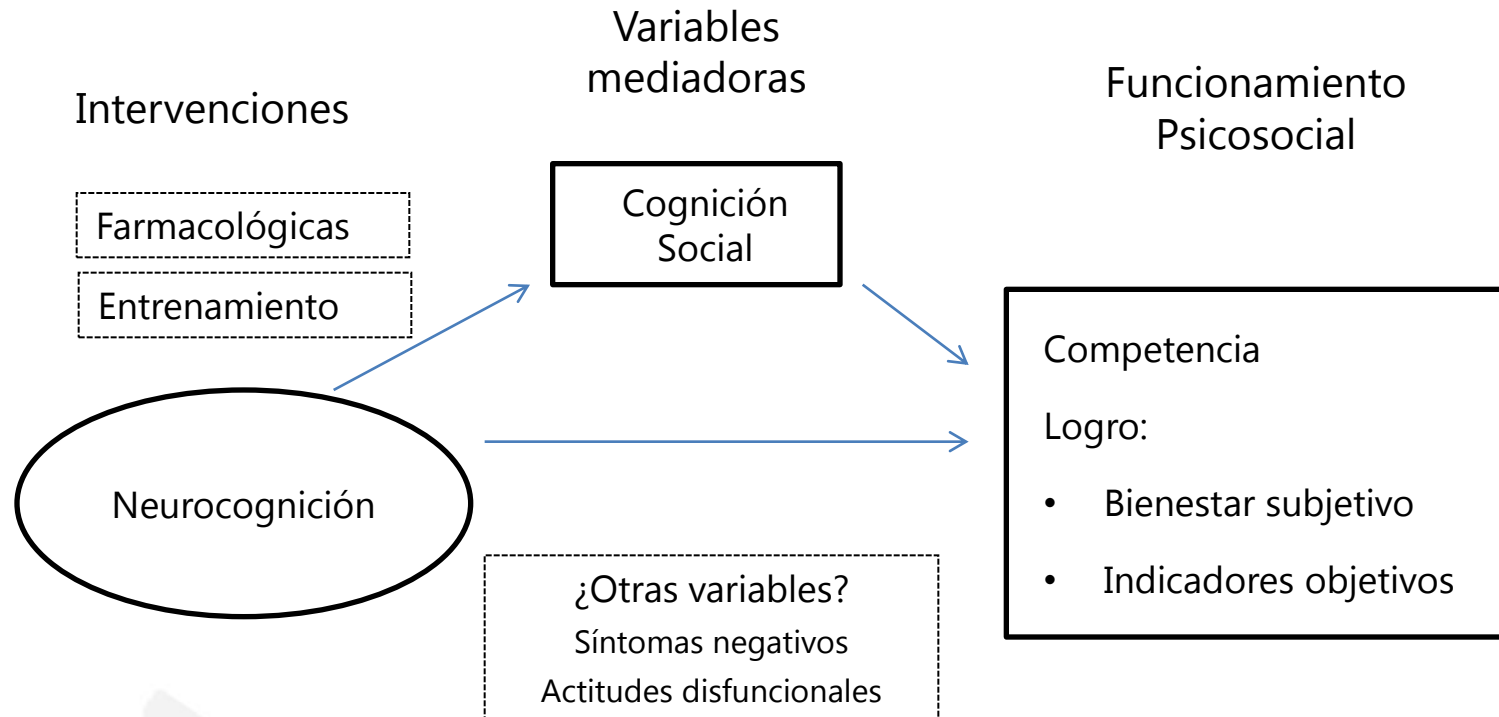 Variables
mediadoras
Intervenciones
Funcionamiento
Psicosocial
Farmacológicas
Entrenamiento
Cognición
Social
Neurocognición
Competencia
Logro:
• Bienestar subjetivo
• Indicadores objetivos
¿Otras variables?
Síntomas negativos
Actitudes disfuncionales